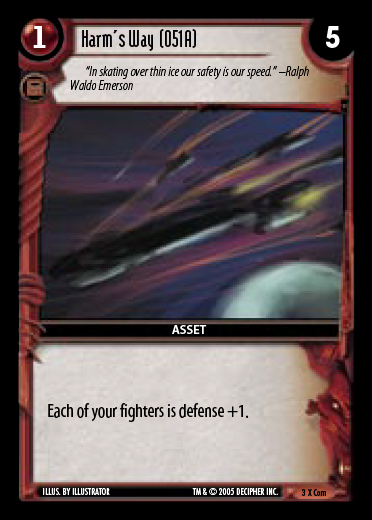 1 Harm's Way (051A) 5
"In skating over thin ice our safety is our speed." –Ralph
Waldo Emerson
ASSET
Each of your fighters is defense +1.
ILLUS. BY ILLUSTRATOR TM & © 2005 DECIPHER INC. 3 X Com